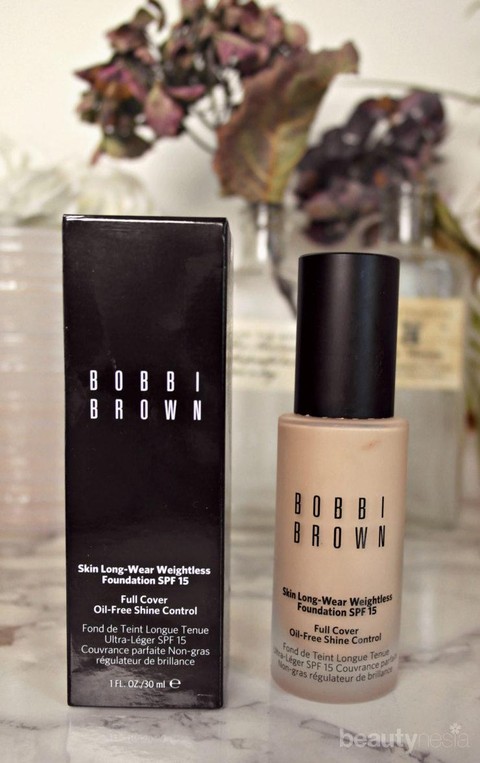 BOBBI
BROWN
Skin Long-Wear Weightless
Foundation SPF 15
Full Cover
Oil-Free Shine Control
Fond de Teint Longue Tenue
Ultra-Léger SPF 15
Couvrance parfaite Non-gras
régulateur de brillance
1 FL. OZ./30 ml ℮
BOBBI
BROWN
Skin Long-Wear Weightless
Foundation SPF 15
Full Cover
Oil-Free Shine Control
Fond de Teint Longue Tenue
Ultra-Léger SPF 15 Couvrance parfaite
Non-gras régulateur de brillance
beautynesia